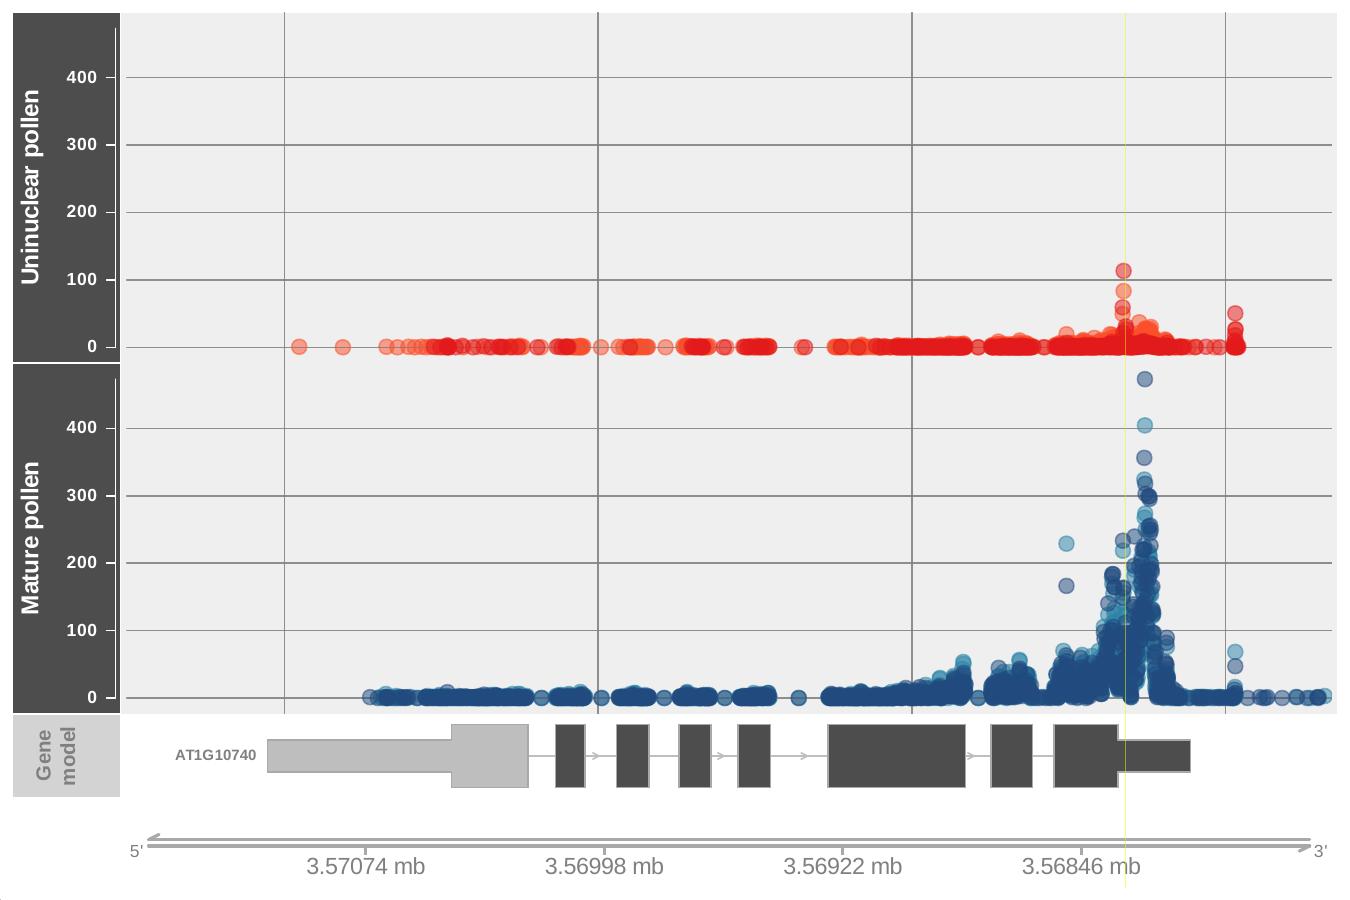 Uninuclear pollen
400
300
200
100
0
Mature pollen
400
300
200
100
0
Gene
model
AT1G10740
5'
3'
3.57074 mb
3.56998 mb
3.56922 mb
3.56846 mb